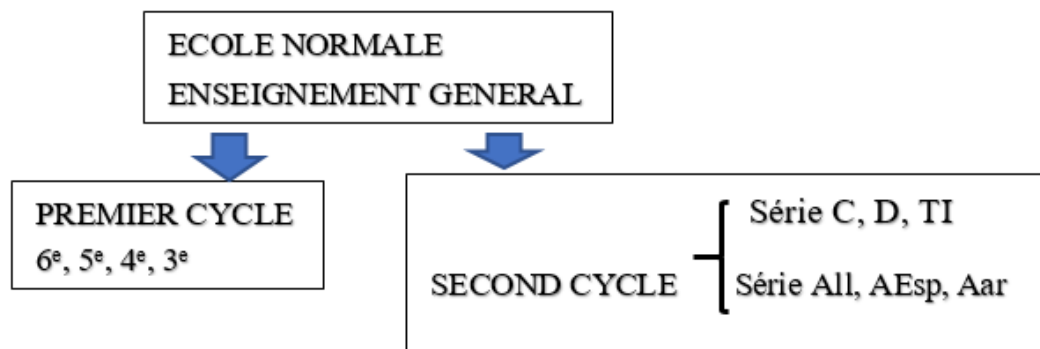 ECOLE NORMALE
ENSEIGNEMENT GENERAL
PREMIER CYCLE
6ᵉ, 5ᵉ, 4ᵉ, 3ᵉ
SECOND CYCLE
Série C, D, TI
Série All, AEsp, Aar